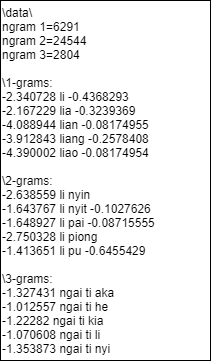 \data\
ngram 1=6291
ngram 2=24544
ngram 3=2804
\1-grams:
-2.340728 li -0.4368293
-2.167229 lia -0.3239369
-4.088944 lian -0.08174955
-3.912843 liang -0.2578408
-4.390002 liao -0.08174954
\2-grams:
-2.638559 li nyin
-1.643767 li nyit -0.1027626
-1.648927 li pai -0.08715555
-2.750328 li piong
-1.413651 li pu -0.6455429
\3-grams:
-1.327431 ngai ti aka
-1.012557 ngai ti he
-1.22282 ngai ti kia
-1.070608 ngai ti li
-1.353873 ngai ti nyi